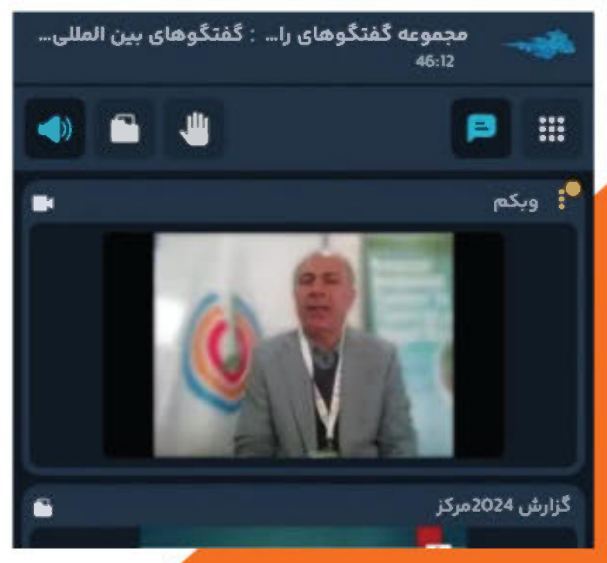 مجموعه گفتگوهای را... : گفتگوهای بین المللی...
46:12
وبکم
گزارش 2024مرکز